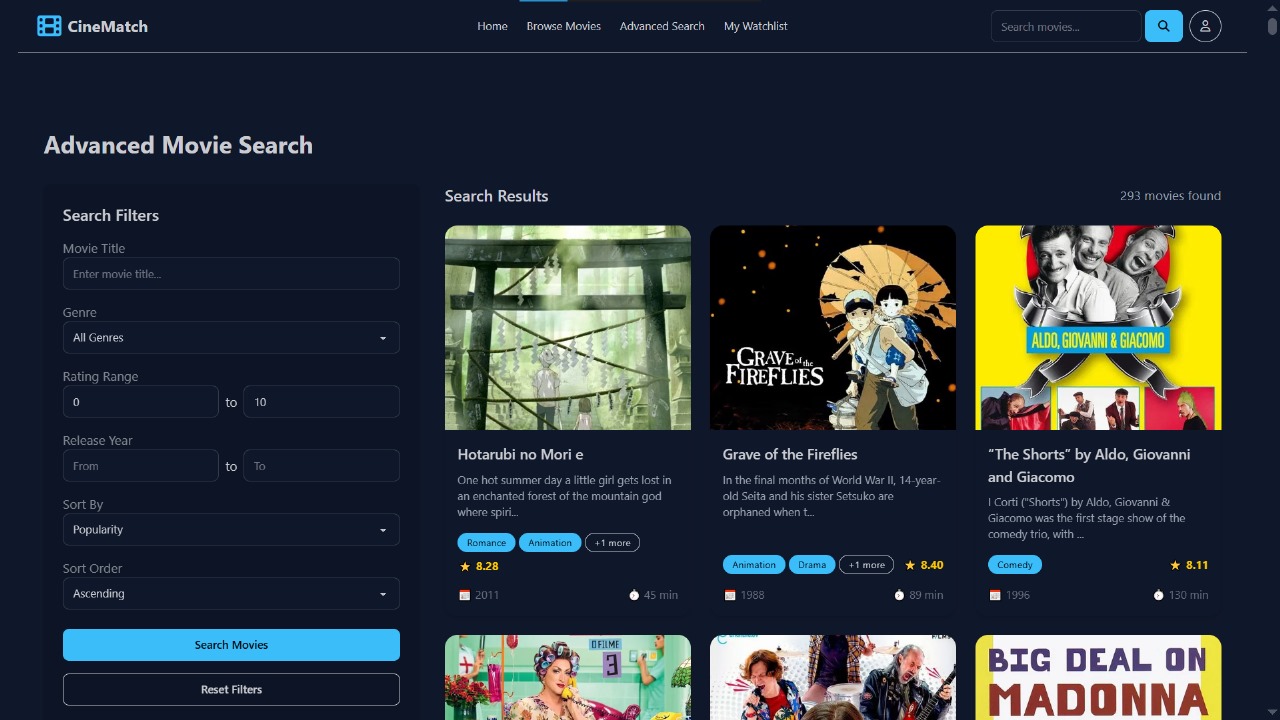 CineMatch
Home
Browse Movies
Advanced Search
My Watchlist
Search movies...
Advanced Movie Search
Search Filters
Movie Title
Enter movie title...
Genre
All Genres
Rating Range
0 to 10
Release Year
From to To
Sort By
Popularity
Sort Order
Ascending
Search Movies
Reset Filters
Search Results
293 movies found
Hotarubi no Mori e
One hot summer day a little girl gets lost in
an enchanted forest of the mountain god
where spiri...
Romance Animation +1 more
8.28
2011 45 min
GRAVE of the
FIREFLIES
Grave of the Fireflies
In the final months of World War II, 14-year-
old Seita and his sister Setsuko are
orphaned when t...
Animation Drama +1 more 8.40
1988 89 min
ALDO, GIOVANNI & GIACOMO
“The Shorts” by Aldo, Giovanni
and Giacomo
I Corti ("Shorts") by Aldo, Giovanni &
Giacomo was the first stage show of the
comedy trio, with ...
Comedy 8.11
1996 130 min
O FILME
3
BIG DEAL ON
MADONNA